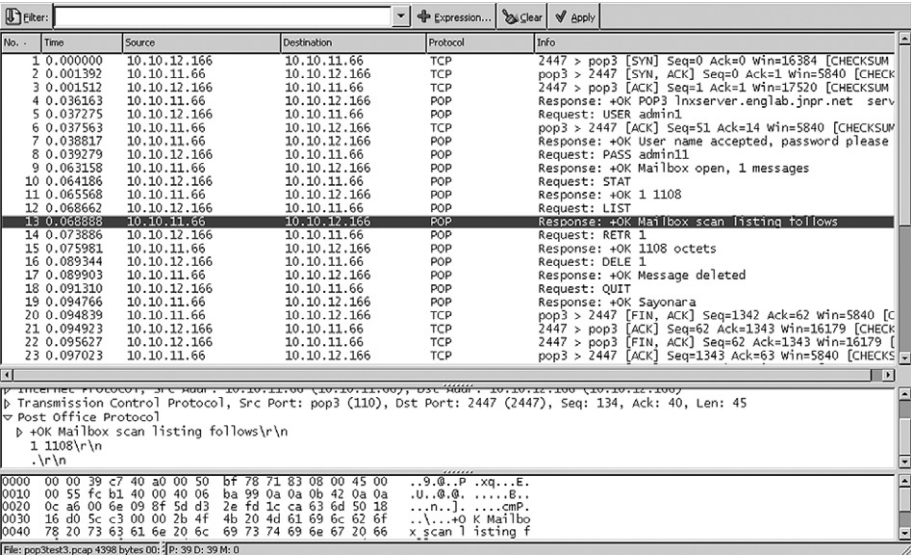 Filter: Expression... Clear Apply
No. . Time Source Destination Protocol Info
1 0.000000 10.10.12.166 10.10.11.66 TCP 2447 > pop3 [SYN] Seq=0 Ack=0 Win=16384 [CHECKSUM
2 0.001392 10.10.11.66 10.10.12.166 TCP pop3 > 2447 [SYN, ACK] Seq=0 Ack=1 Win=5840 [CHECKSUM
3 0.001512 10.10.12.166 10.10.11.66 TCP 2447 > pop3 [ACK] Seq=1 Ack=1 Win=17520 [CHECKSUM
4 0.036163 10.10.11.66 10.10.12.166 POP Response: +OK POP3 lnxserver.englab.jnpr.net serv
5 0.037275 10.10.12.166 10.10.11.66 POP Request: USER admin1
6 0.037563 10.10.11.66 10.10.12.166 TCP pop3 > 2447 [ACK] Seq=51 Ack=14 Win=5840 [CHECKSUM
7 0.038817 10.10.11.66 10.10.12.166 POP Response: +OK User name accepted, password please
8 0.039279 10.10.12.166 10.10.11.66 POP Request: PASS admin11
9 0.063158 10.10.11.66 10.10.12.166 POP Response: +OK Mailbox open, 1 messages
10 0.064186 10.10.12.166 10.10.11.66 POP Request: STAT
11 0.065568 10.10.11.66 10.10.12.166 POP Response: +OK 1 1108
12 0.068662 10.10.12.166 10.10.11.66 POP Request: LIST
13 0.068888 10.10.11.66 10.10.12.166 POP Response: +OK Mailbox scan listing follows
14 0.073886 10.10.12.166 10.10.11.66 POP Request: RETR 1
15 0.075981 10.10.11.66 10.10.12.166 POP Response: +OK 1108 octets
16 0.089344 10.10.12.166 10.10.11.66 POP Request: DELE 1
17 0.089903 10.10.11.66 10.10.12.166 POP Response: +OK Message deleted
18 0.091310 10.10.12.166 10.10.11.66 POP Request: QUIT
19 0.094766 10.10.11.66 10.10.12.166 POP Response: +OK Sayonara
20 0.094839 10.10.11.66 10.10.12.166 TCP pop3 > 2447 [FIN, ACK] Seq=1342 Ack=62 Win=5840 [C
21 0.094923 10.10.12.166 10.10.11.66 TCP 2447 > pop3 [ACK] Seq=62 Ack=1343 Win=16179 [CHECK
22 0.095627 10.10.12.166 10.10.11.66 TCP 2447 > pop3 [FIN, ACK] Seq=62 Ack=1343 Win=16179 [
23 0.097023 10.10.11.66 10.10.12.166 TCP pop3 > 2447 [ACK] Seq=1343 Ack=63 Win=5840 [CHECKS
Internet Protocol, Src Addr: 10.10.11.66 (10.10.11.66), Dst Addr: 10.10.12.166 (10.10.12.166)
Transmission Control Protocol, Src Port: pop3 (110), Dst Port: 2447 (2447), Seq: 134, Ack: 40, Len: 45
Post Office Protocol
+OK Mailbox scan listing follows\r\n
1 1108\r\n
.\r\n
0000 00 00 39 c7 40 a0 00 50 bf 78 71 83 08 00 45 00 ..9.@..P .xq...E.
0010 00 55 fc b1 40 00 40 06 ba 99 0a 0a 0b 42 0a 0a .U..@.@. .....B..
0020 0c a6 00 6e 09 8f 5d d3 2e fd 1c ca 63 6d 50 18 ...n..]. ....cmP.
0030 16 d0 5c c3 00 00 2b 4f 4b 20 4d 61 69 6c 62 6f ..\...+O K Mailbo
0040 78 20 73 63 61 6e 20 6c 69 73 74 69 6e 67 20 66 x scan l isting f
File: pop3test3.pcap 4398 bytes 00: P: 39 D: 39 M: 0